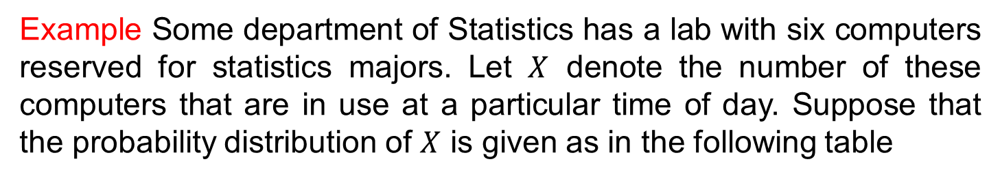 Example Some department of Statistics has a lab with six computers
reserved for statistics majors. Let X denote the number of these
computers that are in use at a particular time of day. Suppose that
the probability distribution of X is given as in the following table